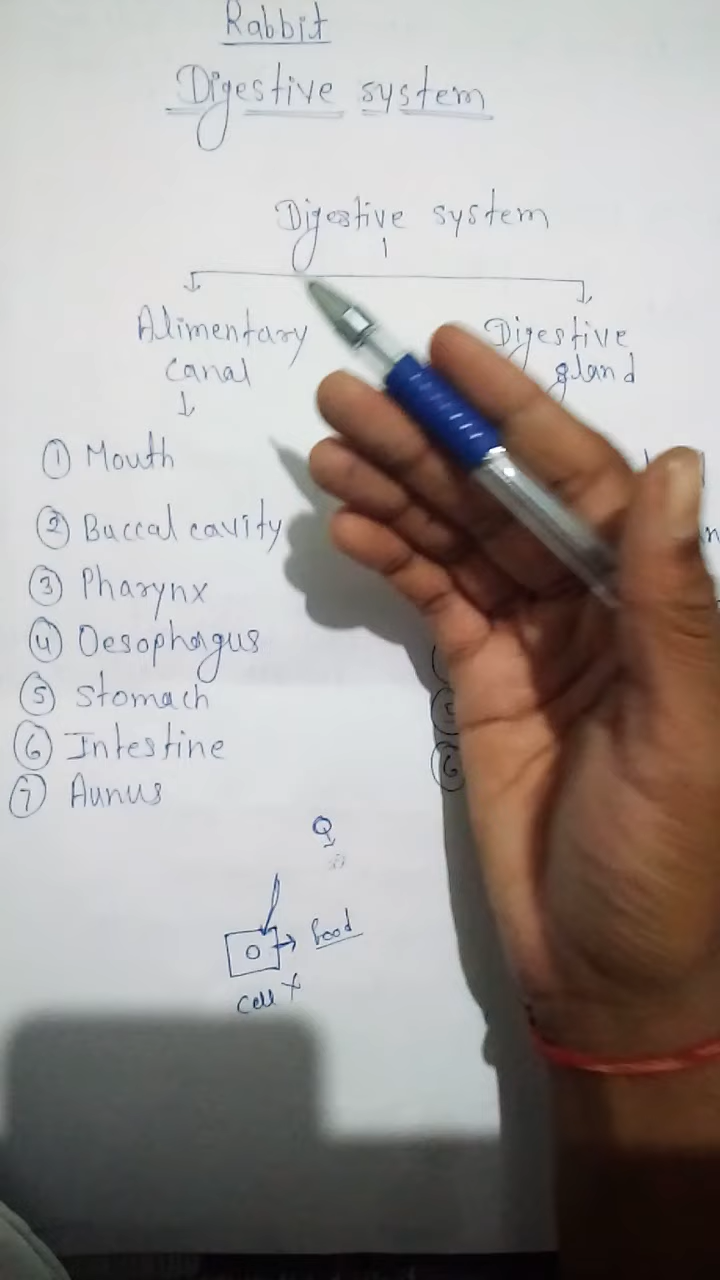 Rabbit
Digestive system
Digestive system
Alimentary canal
Digestive gland
① Mouth
② Buccal cavity
③ Pharynx
④ Oesophagus
⑤ Stomach
⑥ Intestine
⑦ Aunus
food
cell